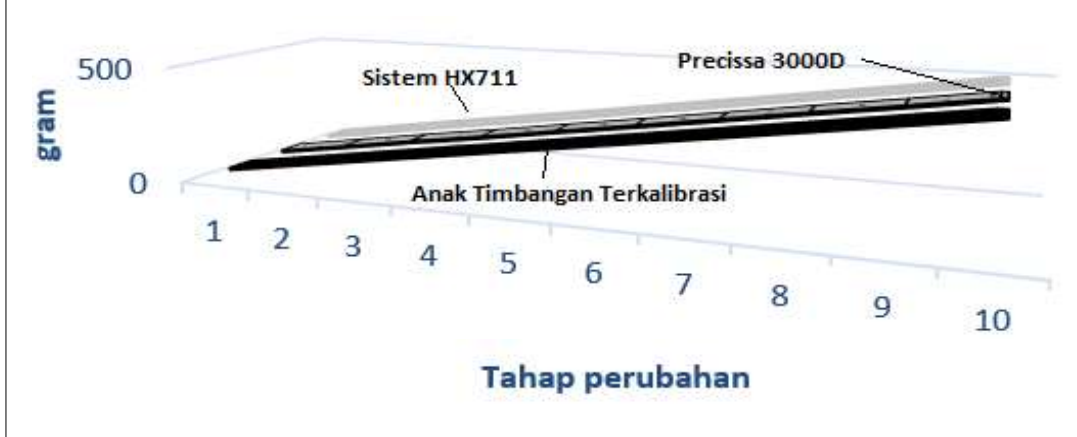 500
Precissa 3000D
Sistem HX711
gram
0
Anak Timbangan Terkalibrasi
1
2
3
4
5
6
7
8
9
10
Tahap perubahan